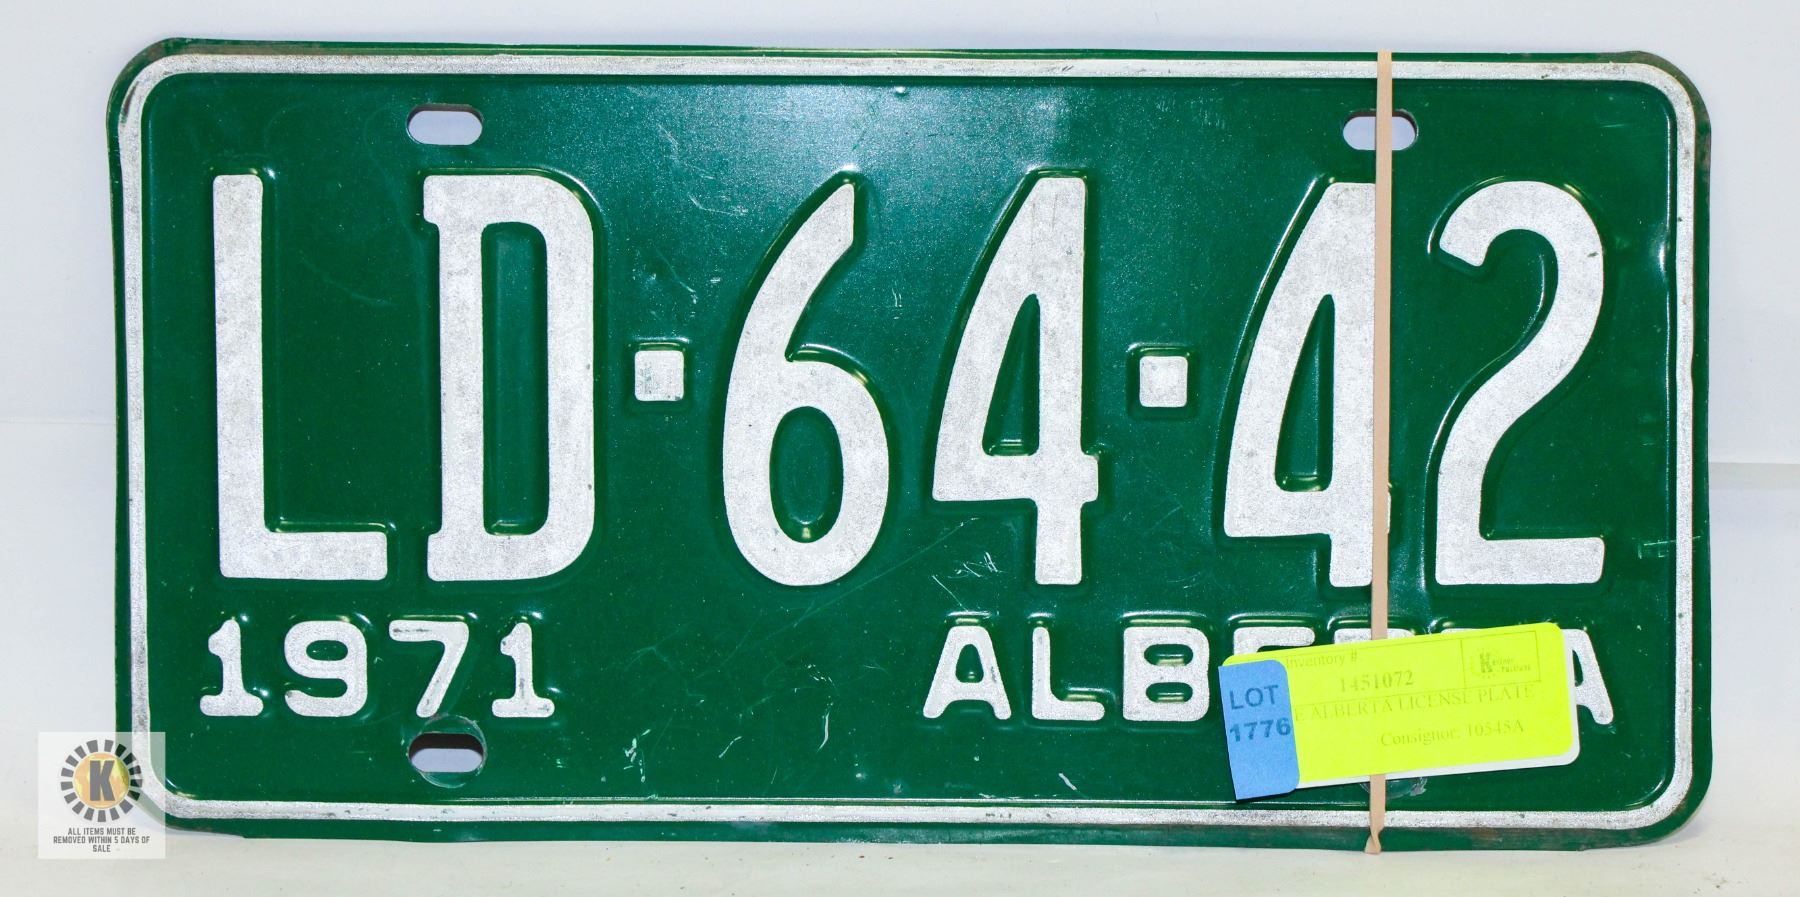 LD-64-42
1971 ALBERTA
Inventory #:
1451072
LOT
1776
E ALBERTA LICENSE PLATE
Consignor: 10545A
K
ALL ITEMS MUST BE
REMOVED WITHIN 5 DAYS OF
SALE